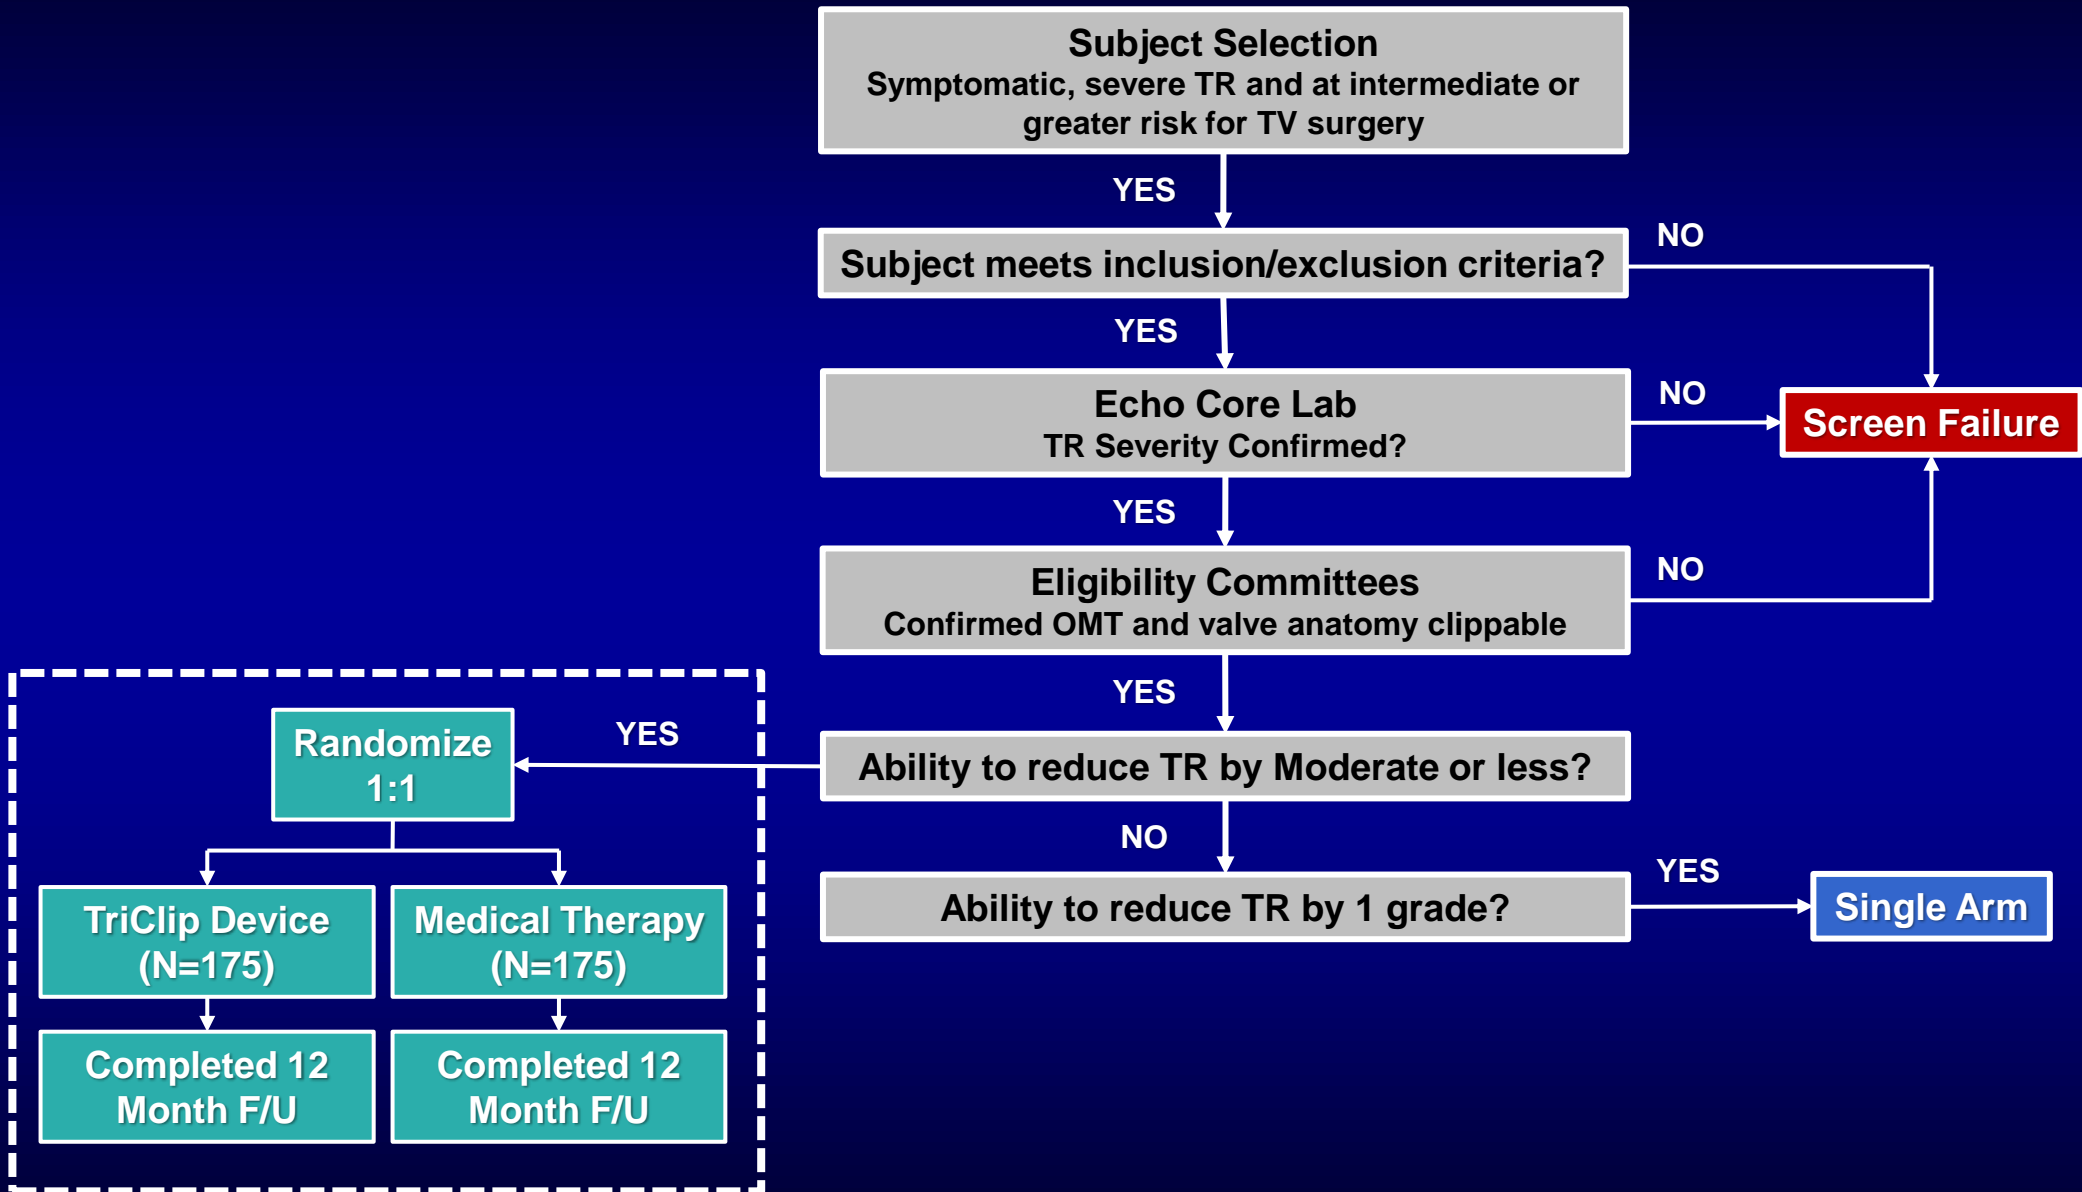 Subject Selection
Symptomatic, severe TR and at intermediate or
greater risk for TV surgery
YES
Subject meets inclusion/exclusion criteria?
NO
YES
Echo Core Lab
TR Severity Confirmed?
NO
Screen Failure
YES
Eligibility Committees
Confirmed OMT and valve anatomy clippable
NO
YES
Ability to reduce TR by Moderate or less?
YES
Randomize
1:1
NO
Ability to reduce TR by 1 grade?
YES
Single Arm
TriClip Device
(N=175)
Medical Therapy
(N=175)
Completed 12
Month F/U
Completed 12
Month F/U